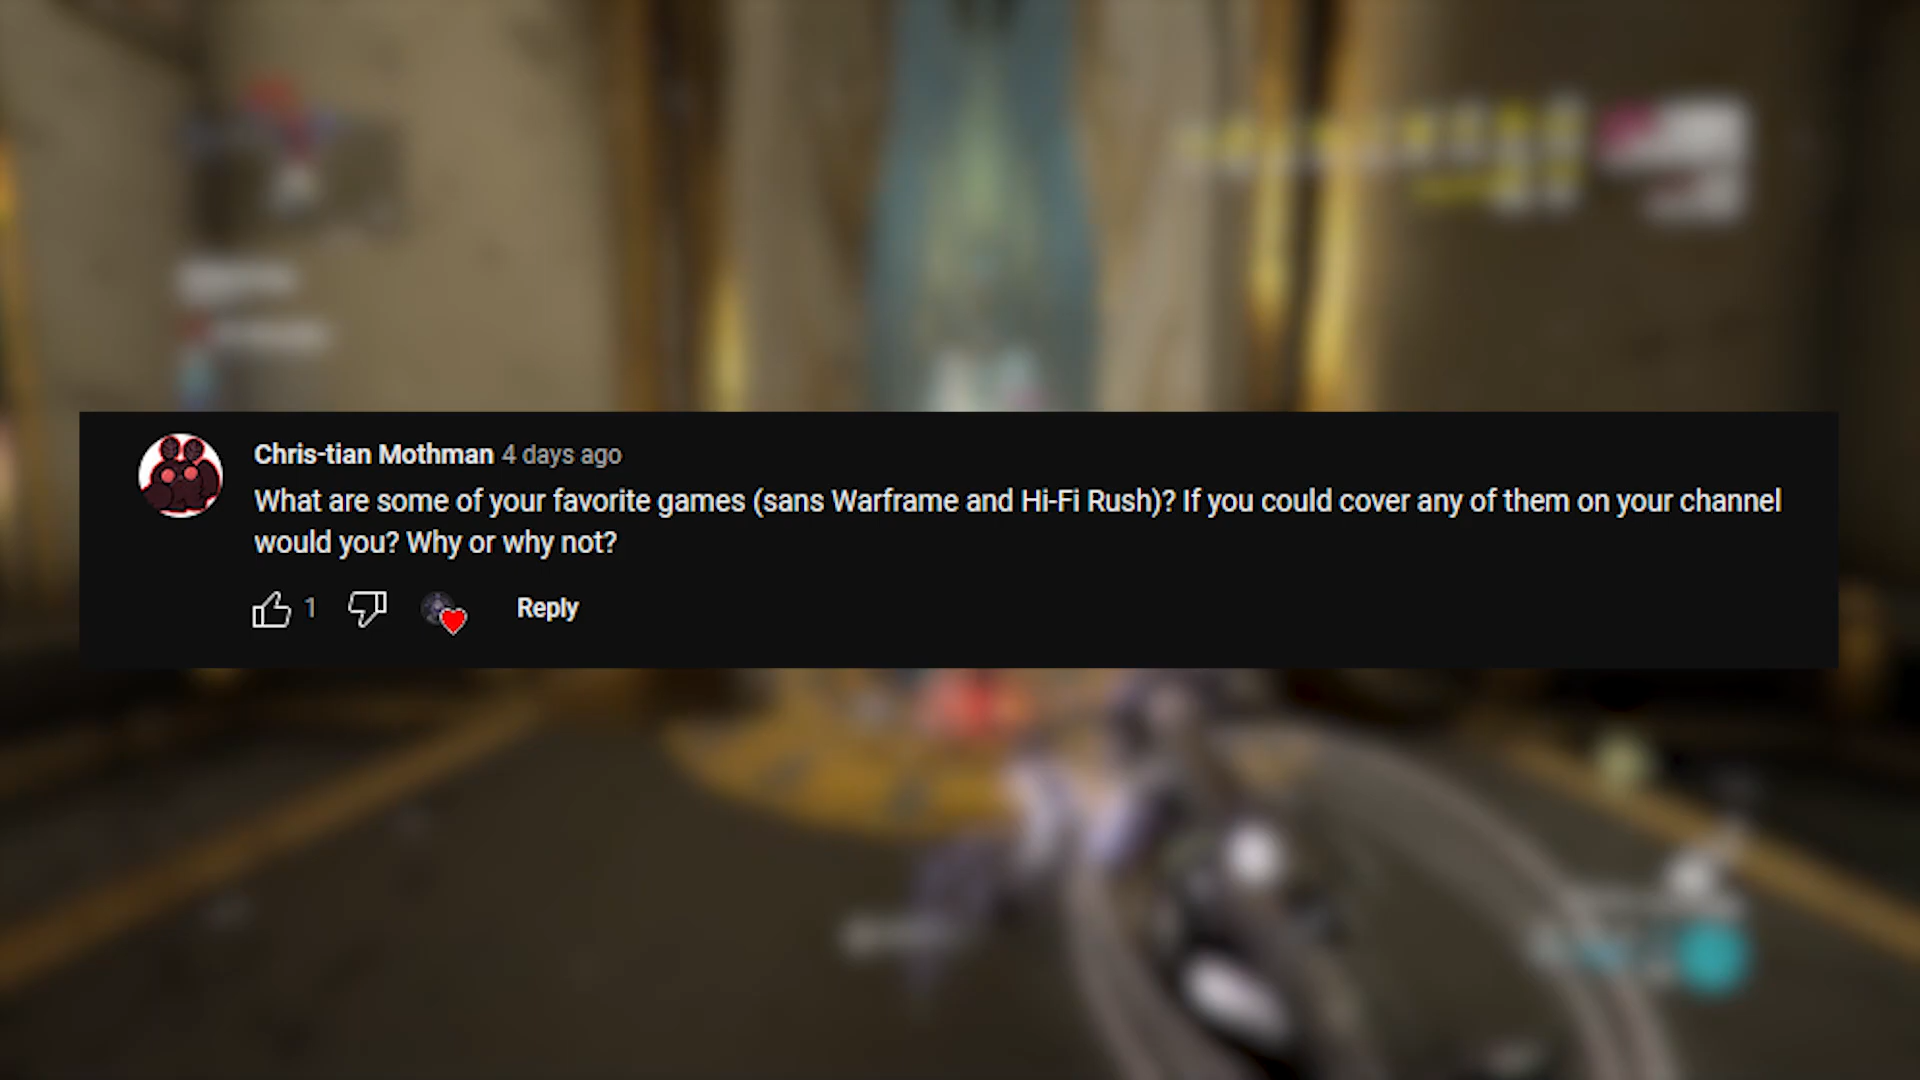 Chris-tian Mothman 4 days ago
What are some of your favorite games (sans Warframe and Hi-Fi Rush)? If you could cover any of them on your channel
would you? Why or why not?
1 Reply